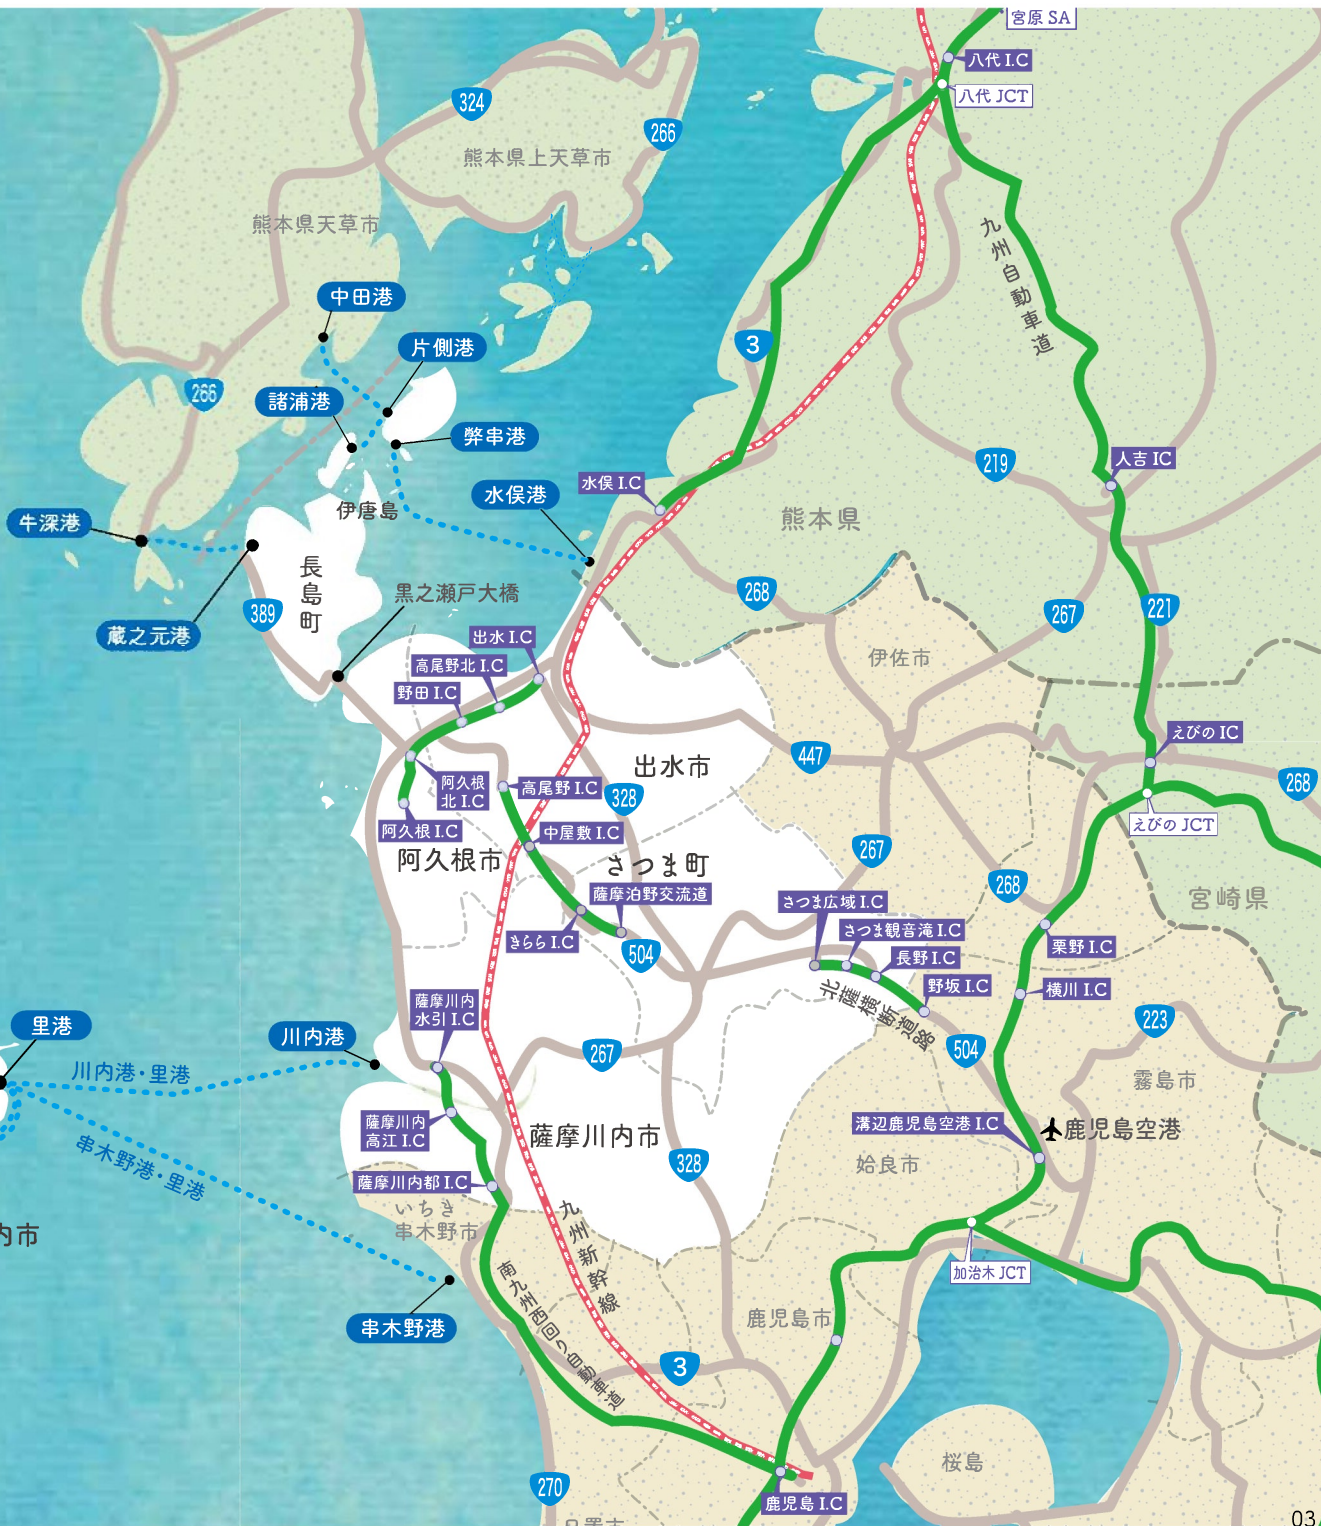 宮原 SA
八代 I.C
八代 JCT
324
266
熊本県上天草市
熊本県天草市
九州自動車道
中田港
片側港
3
266
諸浦港
弊串港
219
人吉 IC
水俣 I.C
水俣港
伊唐島
熊本県
牛深港
長島町
黒之瀬戸大橋
268
267
221
389
蔵之元港
出水 I.C
高尾野北 I.C
伊佐市
野田 I.C
えびの IC
447
出水市
阿久根
北 I.C
高尾野 I.C
328
268
えびの JCT
阿久根 I.C
中屋敷 I.C
267
阿久根市
さつま町
268
薩摩泊野交流道
さつま広域 I.C
宮崎県
さつま観音滝 I.C
きらら I.C
504
長野 I.C
栗野 I.C
野坂 I.C
横川 I.C
北薩横断道路
薩摩川内
水引 I.C
里港
川内港
223
504
267
川内港・里港
霧島市
薩摩川内
高江 I.C
溝辺鹿児島空港 I.C
鹿児島空港
薩摩川内市
328
姶良市
串木野港・里港
薩摩川内都 I.C
いちき
串木野市
内市
九州新幹線
南九州西回り自動車道
加治木 JCT
串木野港
鹿児島市
3
桜島
270
鹿児島 I.C
03